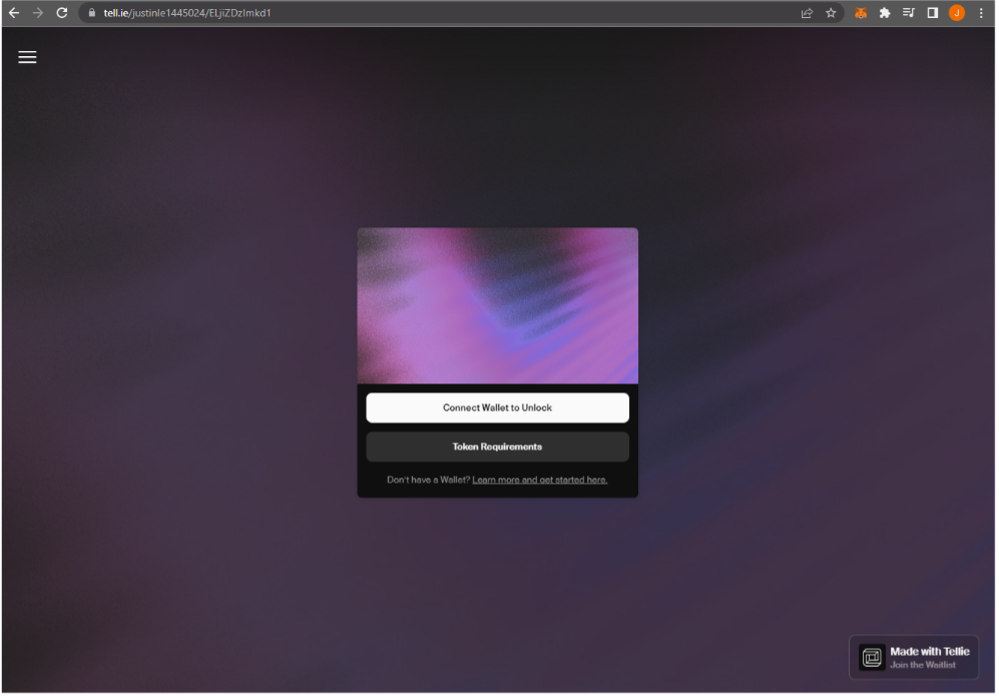 tell.ie/justinle1445024/ELjiZDzlmkd1
J
Connect Wallet to Unlock
Token Requirements
Don't have a Wallet? Learn more and get started here.
Made with Tellie
Join the Waitlist